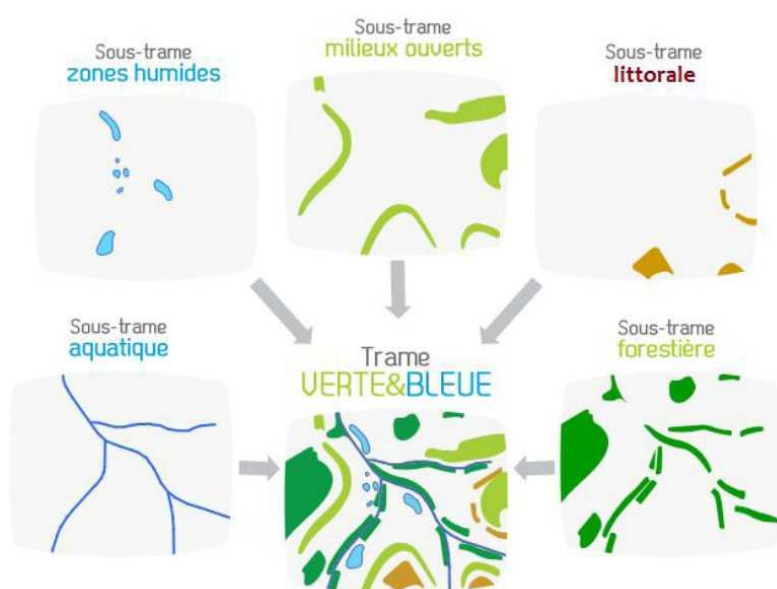 Sous-trame
zones humides
Sous-trame
milieux ouverts
Sous-trame
littorale
Sous-trame
aquatique
Trame
VERTE&BLEUE
Sous-trame
forestière